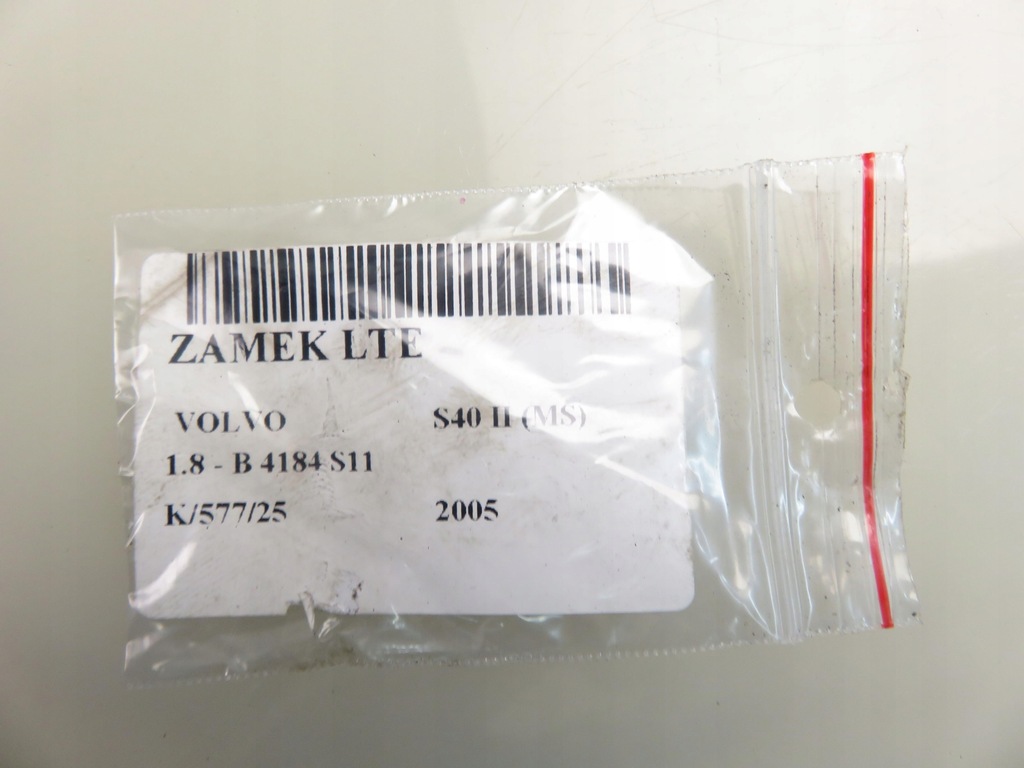 ZAMEK LTE
VOLVO S40 II (MS)
1.8 - B 4184 S11
K/577/25 2005